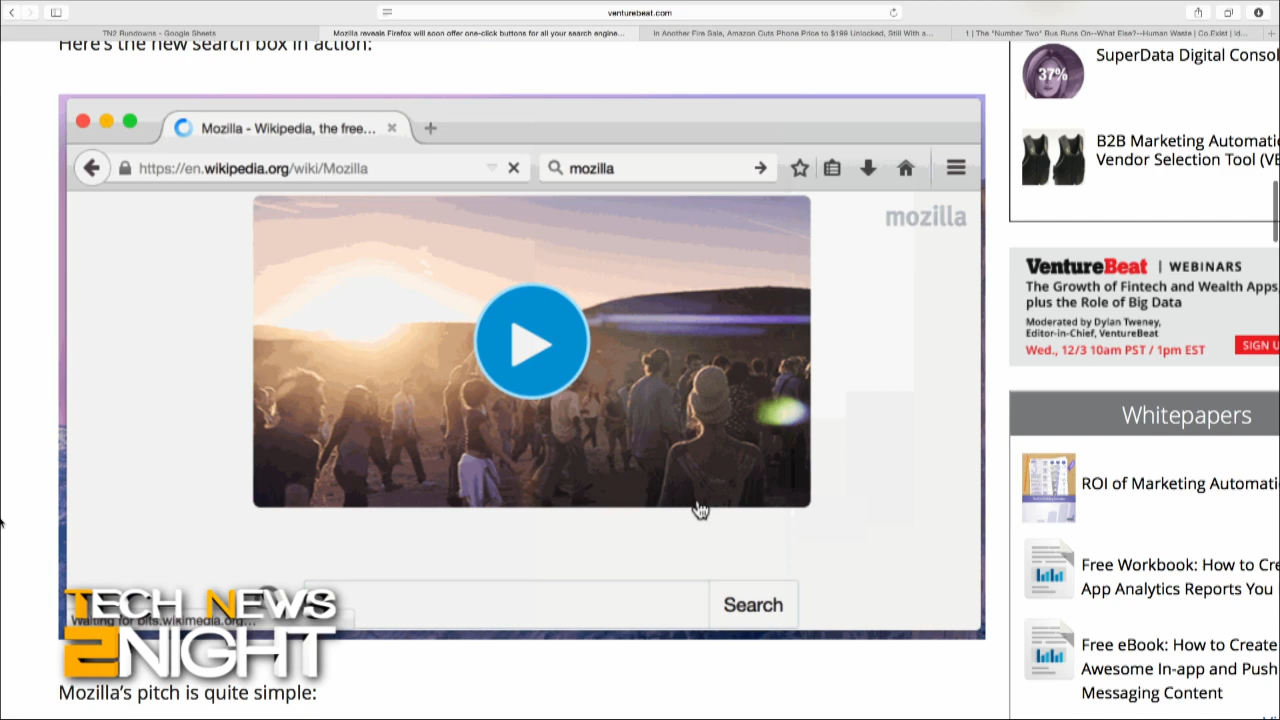 venturebeat.com
TN2 Rundowns - Google Sheets
Mozilla reveals Firefox will soon offer one-click buttons for all your search engine...
In Another Fire Sale, Amazon Cuts Phone Price to $199 Unlocked, Still With a...
1 | The "Number Two" Bus Runs On--What Else?--Human Waste | Co.Exist | id...
Here's the new search box in action:
Mozilla - Wikipedia, the free...
https://en.wikipedia.org/wiki/Mozilla
mozilla
mozilla
Search
Waiting for bits.wikimedia.org...
TECH NEWS
2NIGHT
Mozilla's pitch is quite simple:
37%
SuperData Digital Consol
B2B Marketing Automati
Vendor Selection Tool (VB
VentureBeat | WEBINARS
The Growth of Fintech and Wealth Apps,
plus the Role of Big Data
Moderated by Dylan Tweney,
Editor-in-Chief, VentureBeat
Wed., 12/3 10am PST / 1pm EST
SIGN U
Whitepapers
ROI of Marketing Automati
Free Workbook: How to Cre
App Analytics Reports You
Free eBook: How to Create
Awesome In-app and Push
Messaging Content